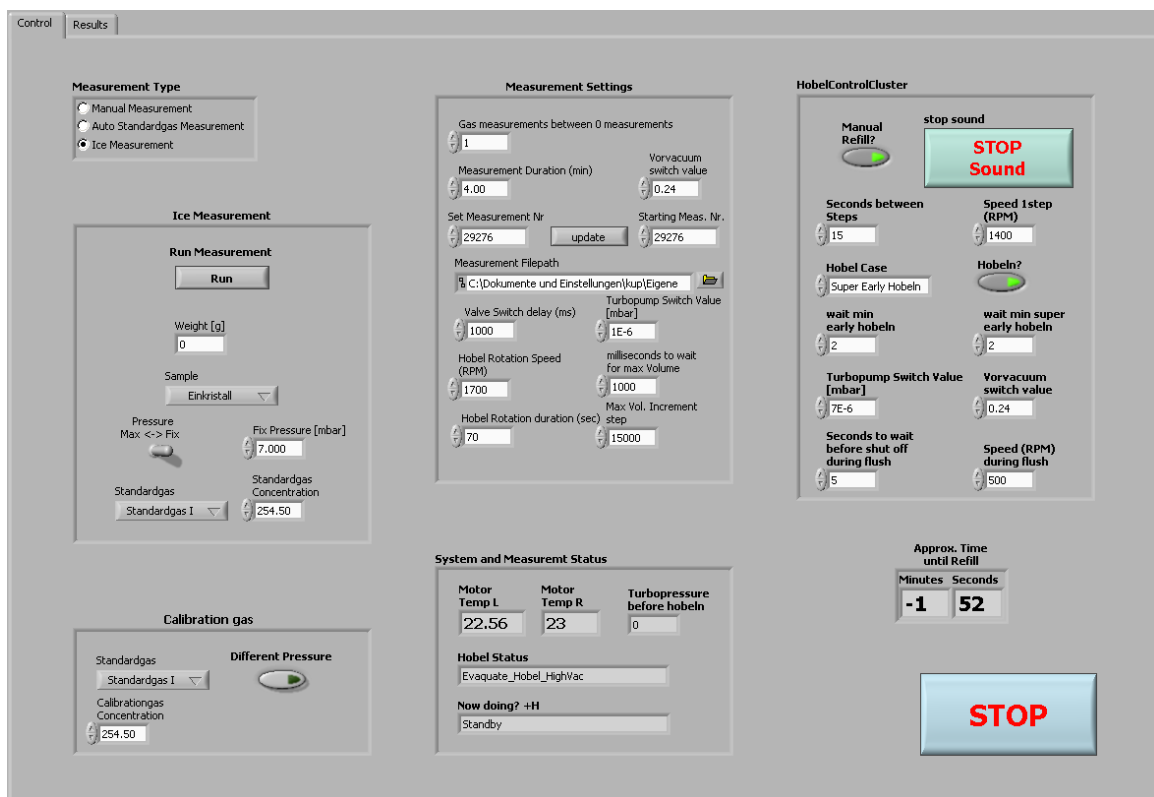 Control
Results
Measurement Type
Manual Measurement
Auto Standardgas Measurement
Ice Measurement
Ice Measurement
Run Measurement
Run
Weight [g]
0
Sample
Einkristall
Pressure
Max <-> Fix
Fix Pressure [mbar]
7.000
Standardgas
Standardgas I
Standardgas
Concentration
254.50
Calibration gas
Standardgas
Standardgas I
Different Pressure
Calibrationgas
Concentration
254.50
Measurement Settings
Gas measurements between 0 measurements
1
Measurement Duration (min)
4.00
Vorvacuum
switch value
0.24
Set Measurement Nr
29276
update
Starting Meas. Nr.
29276
Measurement Filepath
C:\Dokumente und Einstellungen\kup\Eigene
Valve Switch delay (ms)
1000
Turbopump Switch Value
[mbar]
1E-6
Hobel Rotation Speed
(RPM)
1700
milliseconds to wait
for max Volume
1000
Hobel Rotation duration (sec)
70
Max Vol. Increment
step
15000
System and Measuremt Status
Motor
Temp L
22.56
Motor
Temp R
23
Turbopressure
before hobeln
0
Hobel Status
Evaquate_Hobel_HighVac
Now doing? +H
Standby
HobelControlCluster
Manual
Refill?
stop sound
STOP
Sound
Seconds between
Steps
15
Speed 1step
(RPM)
1400
Hobel Case
Super Early Hobeln
Hobeln?
wait min
early hobeln
2
wait min super
early hobeln
2
Turbopump Switch Value
[mbar]
7E-6
Vorvacuum
switch value
0.24
Seconds to wait
before shut off
during flush
5
Speed (RPM)
during flush
500
Approx. Time
until Refill
Minutes Seconds
-1 52
STOP